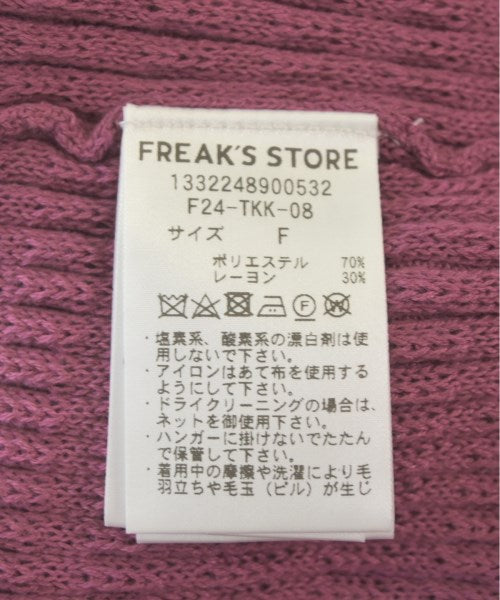 FREAK'S STORE
1332248900532
F24-TKK-08
サイズ F
ポリエステル 70%
レーヨン 30%
・塩素系、酸素系の漂白剤は使
用しないで下さい。
・アイロンはあて布を使用する
ようにして下さい。
・ドライクリーニングの場合は、
ネットを御使用下さい。
・ハンガーに掛けないでたたん
で保管して下さい。
・着用中の摩擦や洗濯により毛
羽立ちや毛玉（ピル）が生じ